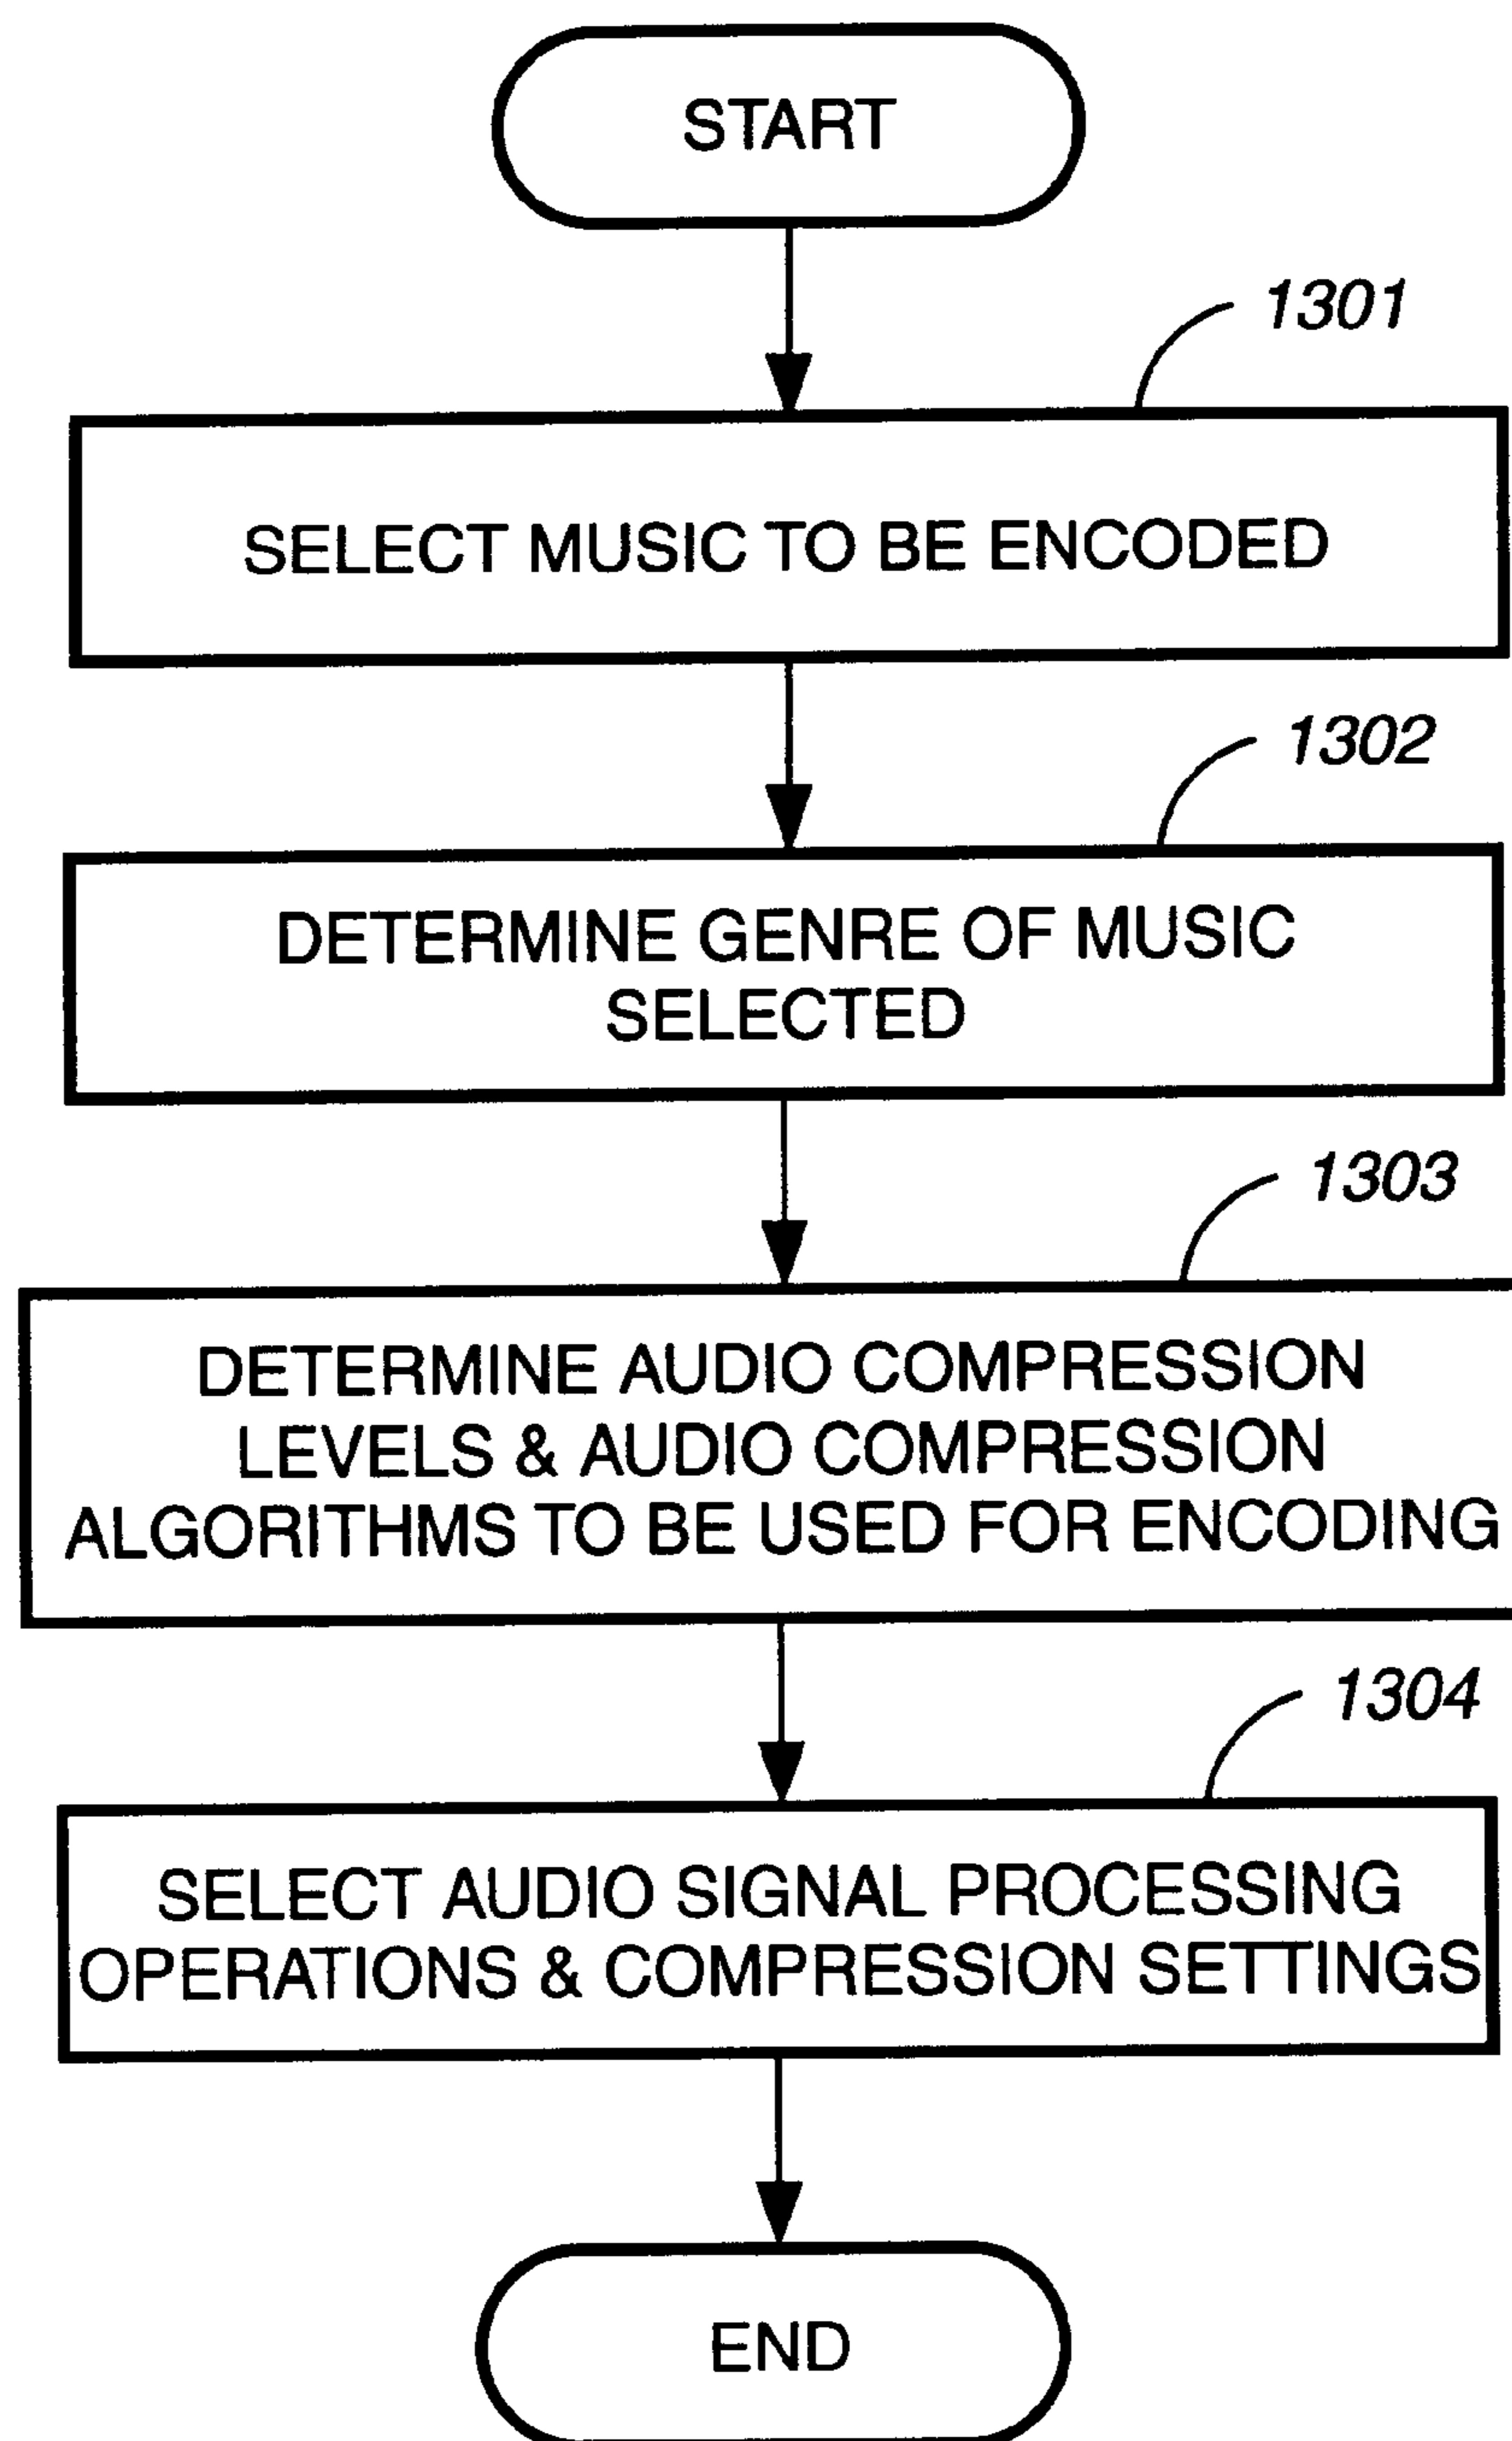 START
1301
SELECT MUSIC TO BE ENCODED
1302
DETERMINE GENRE OF MUSIC
SELECTED
1303
DETERMINE AUDIO COMPRESSION
LEVELS & AUDIO COMPRESSION
ALGORITHMS TO BE USED FOR ENCODING
1304
SELECT AUDIO SIGNAL PROCESSING
OPERATIONS & COMPRESSION SETTINGS
END